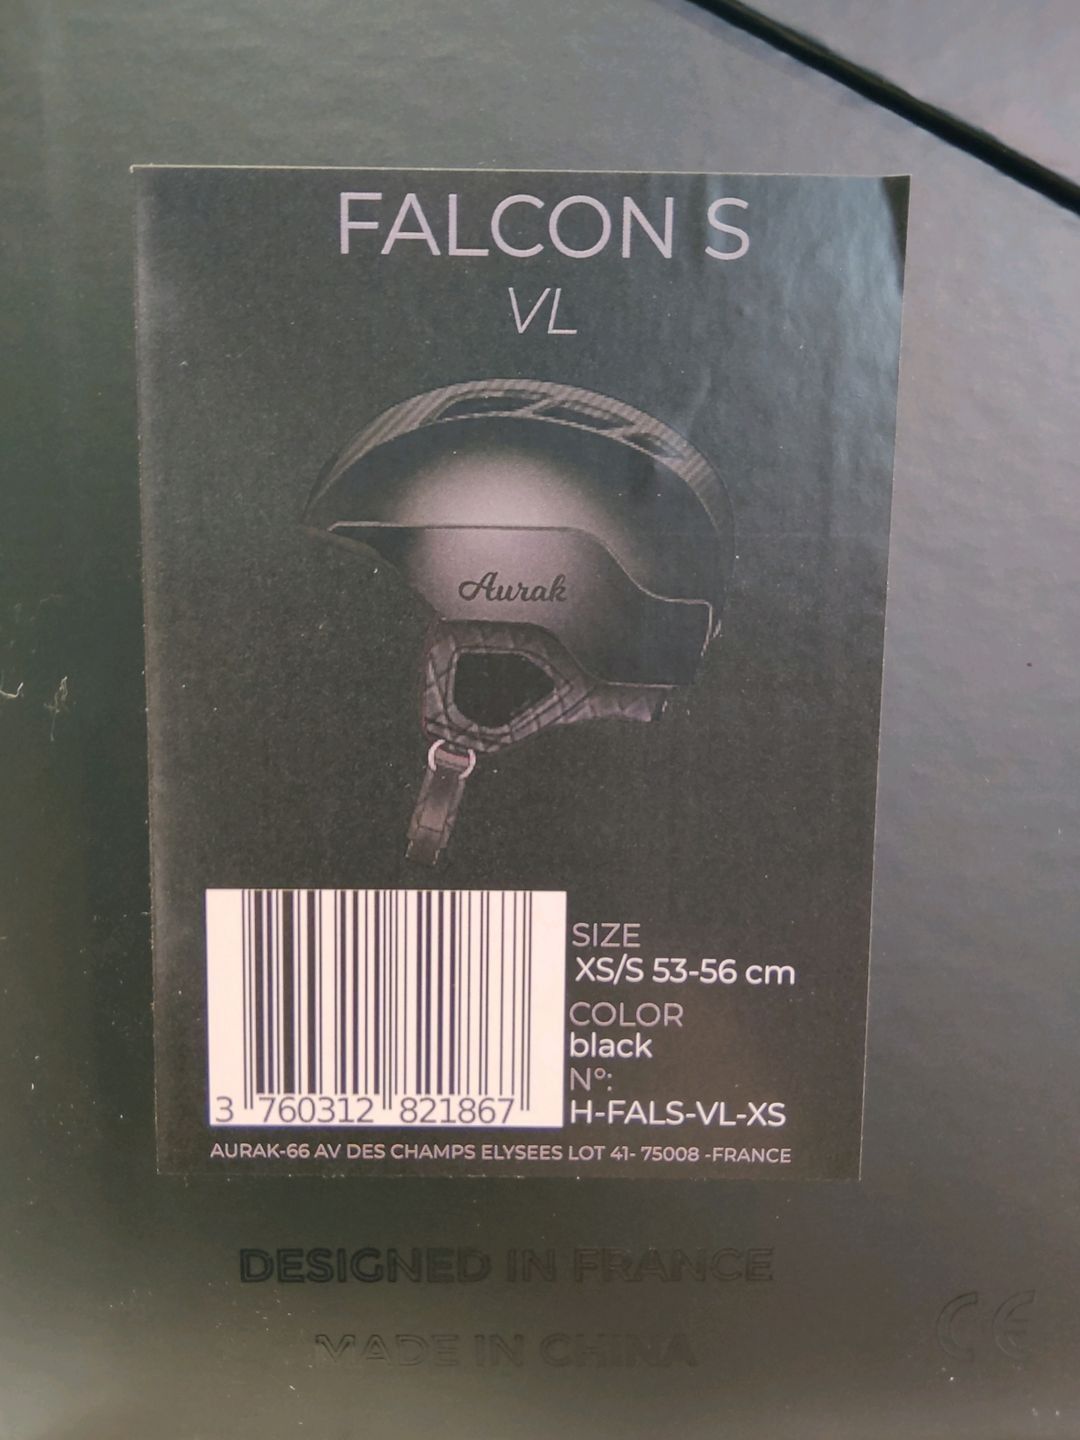 FALCON S
VL
Aurak
SIZE
XS/S 53-56 cm
COLOR
black
N°:
H-FALS-VL-XS
3 760312 821867
AURAK-66 AV DES CHAMPS ELYSEES LOT 41- 75008 -FRANCE
DESIGNED IN FRANCE
MADE IN CHINA
CE